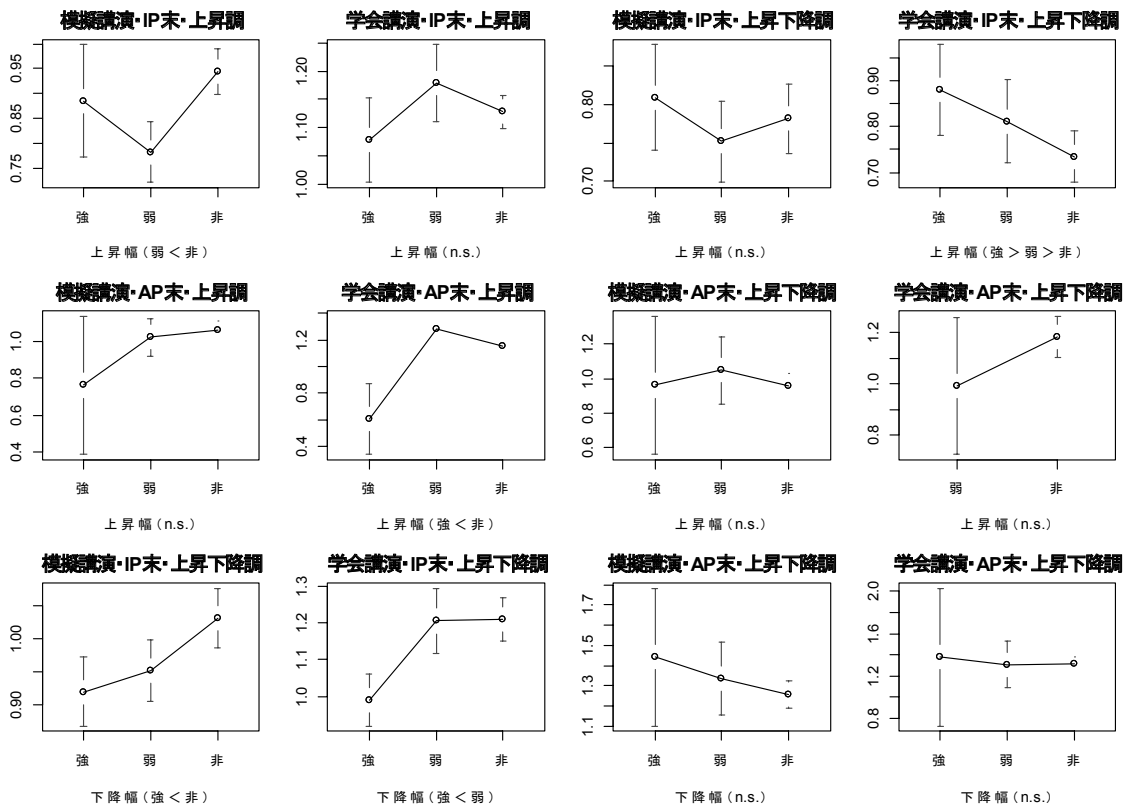 模擬講演・IP末・上昇調
0.75 0.85 0.95
強 弱 非
上昇幅（弱＜非）
学会講演・IP末・上昇調
1.00 1.10 1.20
強 弱 非
上昇幅（n.s.）
模擬講演・IP末・上昇下降調
0.70 0.80
強 弱 非
上昇幅（n.s.）
学会講演・IP末・上昇下降調
0.70 0.80 0.90
強 弱 非
上昇幅（強＞弱＞非）
模擬講演・AP末・上昇調
0.4 0.6 0.8 1.0
強 弱 非
上昇幅（n.s.）
学会講演・AP末・上昇調
0.4 0.8 1.2
強 弱 非
上昇幅（強＜非）
模擬講演・AP末・上昇下降調
0.6 0.8 1.0 1.2
強 弱 非
上昇幅（n.s.）
学会講演・AP末・上昇下降調
0.8 1.0 1.2
弱 非
上昇幅（n.s.）
模擬講演・IP末・上昇下降調
0.90 1.00
強 弱 非
下降幅（強＜非）
学会講演・IP末・上昇下降調
1.0 1.1 1.2 1.3
強 弱 非
下降幅（強＜弱）
模擬講演・AP末・上昇下降調
1.1 1.3 1.5 1.7
強 弱 非
下降幅（n.s.）
学会講演・AP末・上昇下降調
0.8 1.2 1.6 2.0
強 弱 非
下降幅（n.s.）